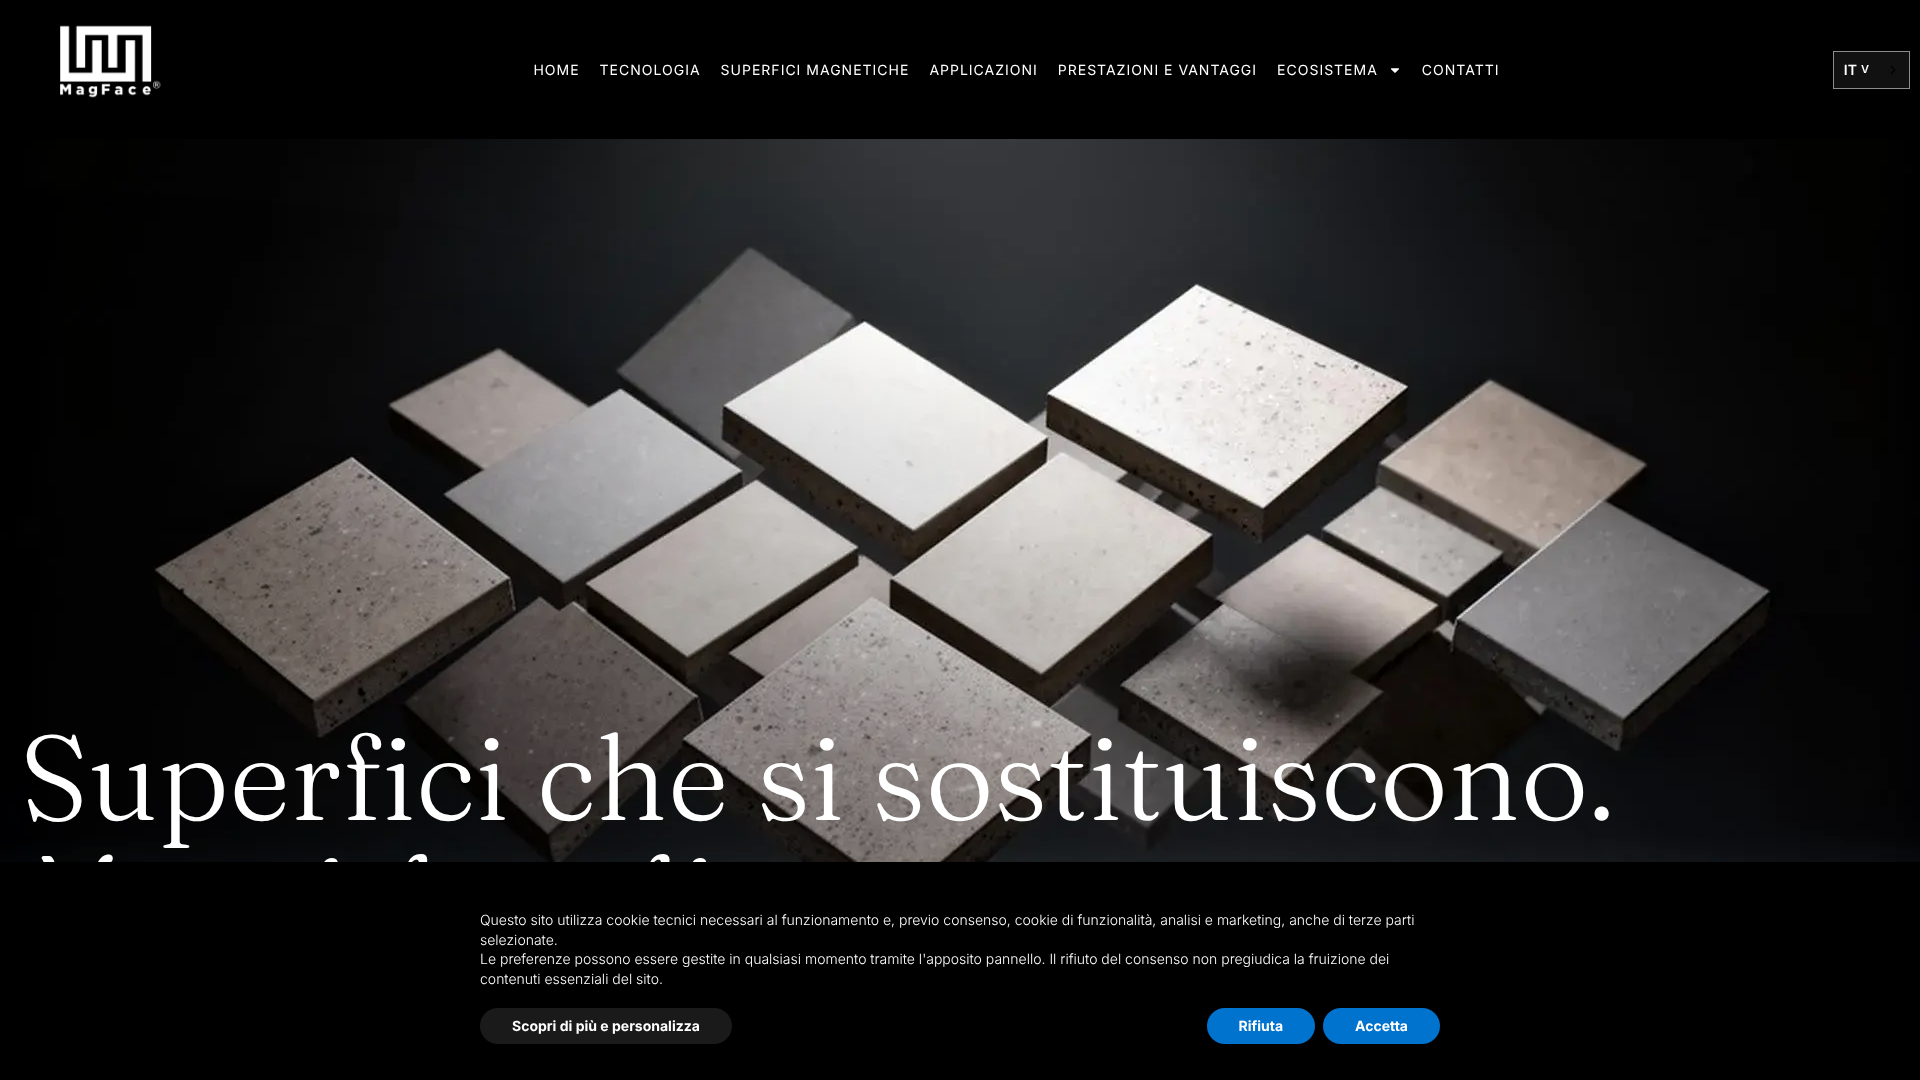 MagFace®
HOME TECNOLOGIA SUPERFICI MAGNETICHE APPLICAZIONI PRESTAZIONI E VANTAGGI ECOSISTEMA CONTATTI
IT V
Superfici che si sostituiscono.
Questo sito utilizza cookie tecnici necessari al funzionamento e, previo consenso, cookie di funzionalità, analisi e marketing, anche di terze parti
selezionate.
Le preferenze possono essere gestite in qualsiasi momento tramite l'apposito pannello. Il rifiuto del consenso non pregiudica la fruizione dei
contenuti essenziali del sito.
Scopri di più e personalizza
Rifiuta
Accetta